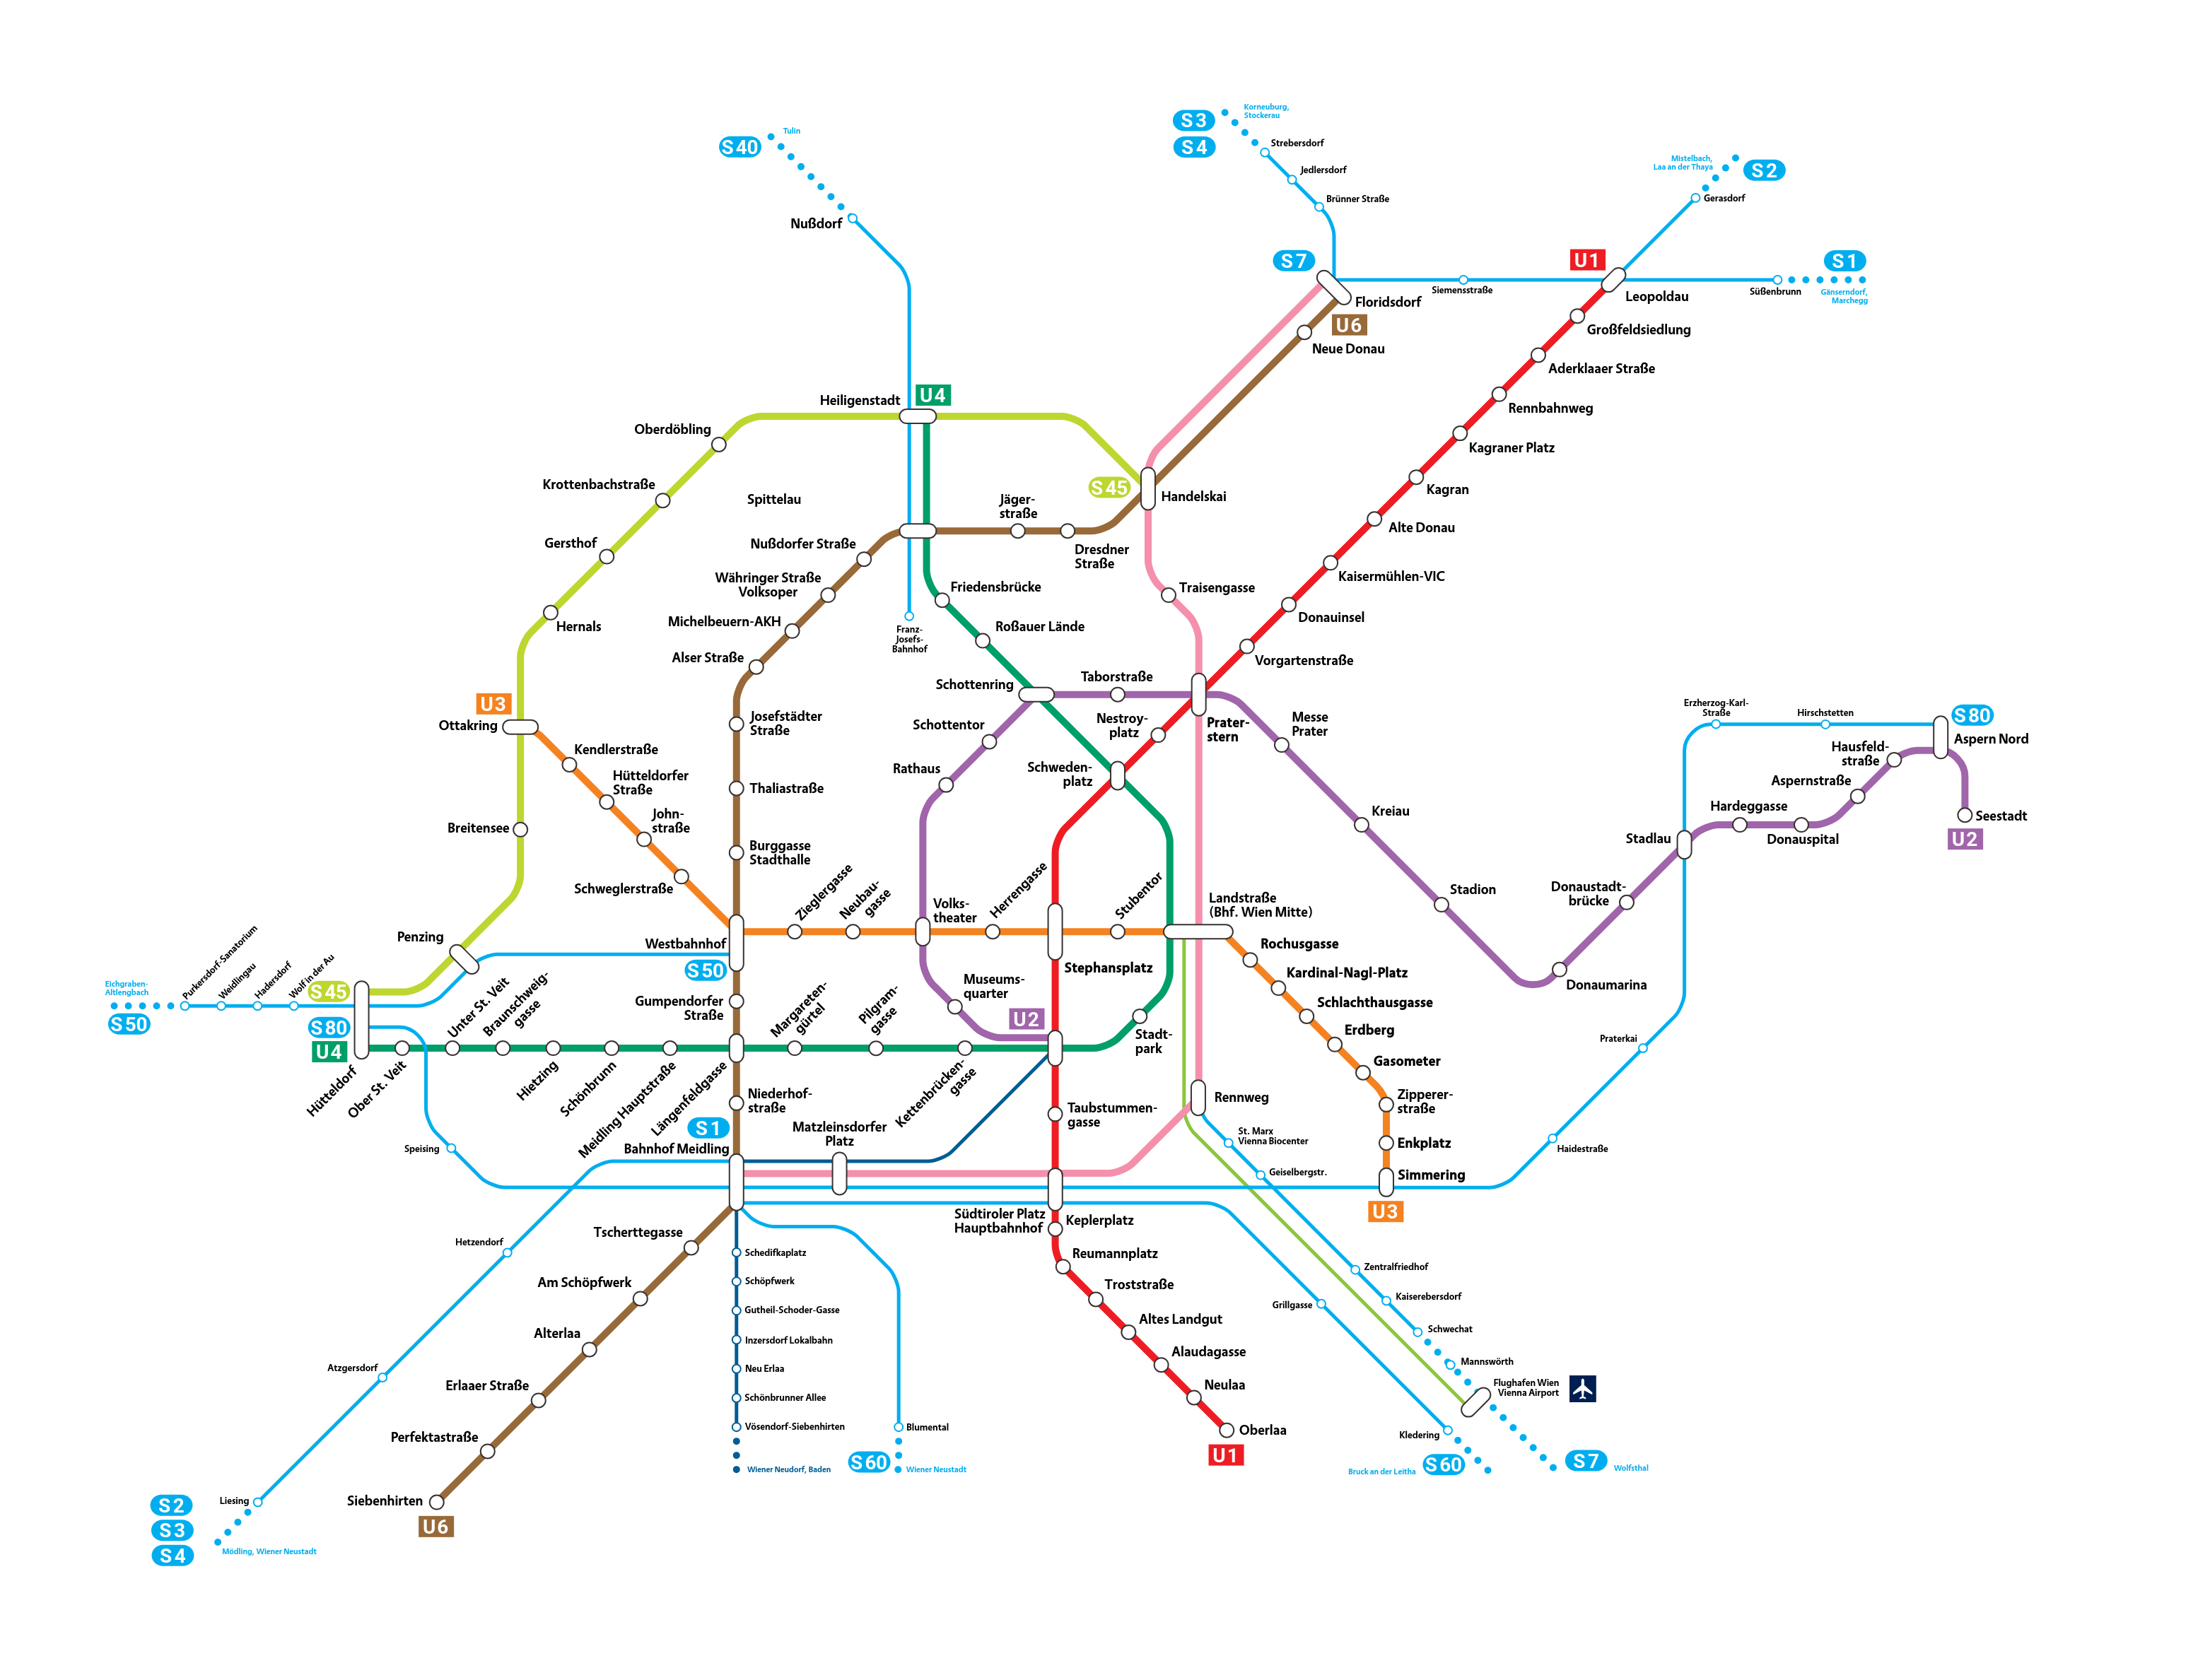 Korneuburg,
Stockerau
S3
S4
Strebersdorf
Jedlersdorf
Brünner Straße
Tulln
S40
Nußdorf
Mistelbach,
Laa an der Thaya
S2
Gerasdorf
S7
U1
S1
Siemensstraße
Leopoldau
Süßenbrunn
Gänserndorf,
Marchegg
Floridsdorf
U6
Neue Donau
Großfeldsiedlung
Aderklaaer Straße
Rennbahnweg
Kagraner Platz
Kagran
Alte Donau
Kaisermühlen-VIC
Donauinsel
Vorgartenstraße
Heiligenstadt
U4
Oberdöbling
Krottenbachstraße
Gersthof
Hernals
S45
Handelskai
Spittelau
Jäger-
straße
Dresdner
Straße
Nußdorfer Straße
Währinger Straße
Volksoper
Michelbeuern-AKH
Alser Straße
Friedensbrücke
Roßauer Lände
Franz-
Josefs-
Bahnhof
Traisengasse
Schottenring
Taborstraße
Prater-
stern
Messe
Prater
Nestroy-
platz
Schottentor
Rathaus
Schweden-
platz
U3
Ottakring
Kendlerstraße
Hütteldorfer
Straße
John-
straße
Schweglerstraße
Breitensee
Josefstädter
Straße
Thaliastraße
Burggasse
Stadthalle
Erzherzog-Karl-
Straße
Hirschstetten
S80
Aspern Nord
Hausfeld-
straße
Aspernstraße
Hardeggasse
Donauspital
Seestadt
U2
Stadlau
Donaustadt-
brücke
Krieau
Stadion
Donaumarina
Praterkai
Haidestraße
Penzing
Westbahnhof
S50
Zieglergasse
Neubau-
gasse
Volks-
theater
Herrengasse
Stephansplatz
Stubentor
Landstraße
(Bhf. Wien Mitte)
Rochusgasse
Kardinal-Nagl-Platz
Schlachthausgasse
Erdberg
Gasometer
Zipperer-
straße
Enkplatz
Simmering
U3
Eichgraben-
Altlengbach
S50
Purkersdorf-Sanatorium
Weidlingau
Hadersdorf
Wolf in der Au
S45
S80
U4
Hütteldorf
Ober St. Veit
Unter St. Veit
Braunschweig-
gasse
Hietzing
Schönbrunn
Meidling Hauptstraße
Längenfeldgasse
Gumpendorfer
Straße
Margareten-
gürtel
Pilgram-
gasse
Kettenbrücken-
gasse
Museums-
quartier
U2
Stadt-
park
Niederhof-
straße
S1
Bahnhof Meidling
Matzleinsdorfer
Platz
Taubstummen-
gasse
Rennweg
St. Marx
Vienna Biocenter
Geiselbergstr.
Speising
Hetzendorf
Atzgersdorf
Liesing
S2
S3
S4
Mödling, Wiener Neustadt
Tscherttegasse
Am Schöpfwerk
Alterlaa
Erlaaer Straße
Perfektastraße
Siebenhirten
U6
Schedifkaplatz
Schöpfwerk
Gutheil-Schoder-Gasse
Inzersdorf Lokalbahn
Neu Erlaa
Schönbrunner Allee
Vösendorf-Siebenhirten
Wiener Neudorf, Baden
Blumental
S60
Wiener Neustadt
Südtiroler Platz
Hauptbahnhof
Keplerplatz
Reumannplatz
Troststraße
Altes Landgut
Alaudagasse
Neulaa
Oberlaa
U1
Zentralfriedhof
Kaiserebersdorf
Grillgasse
Schwechat
Mannswörth
Flughafen Wien
Vienna Airport
Kledering
Bruck an der Leitha
S60
S7
Wolfsthal